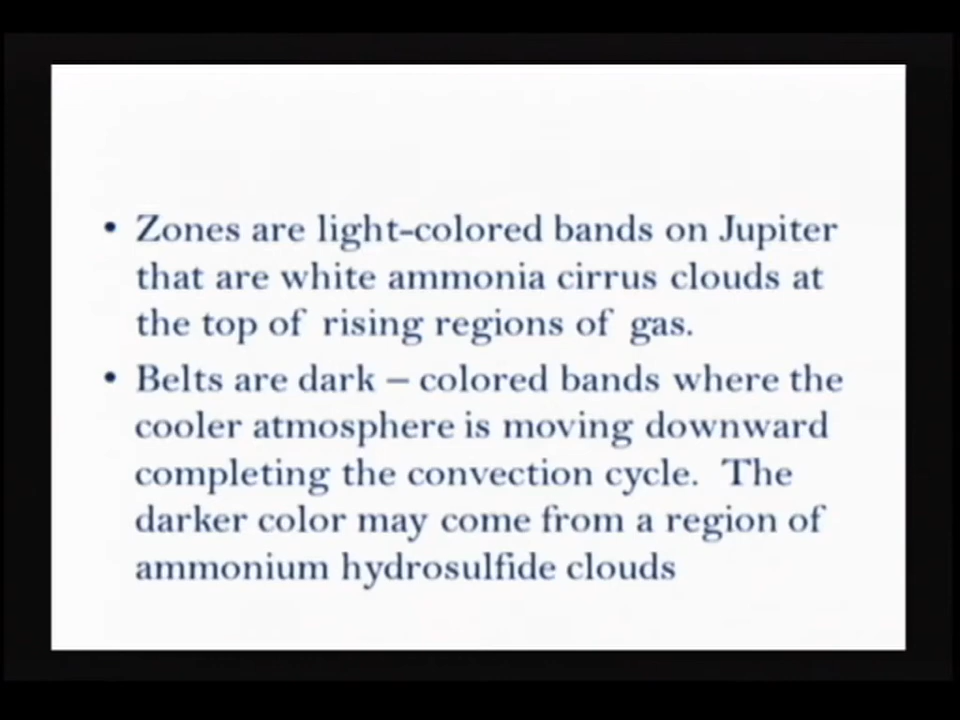 • Zones are light-colored bands on Jupiter
that are white ammonia cirrus clouds at
the top of rising regions of gas.
• Belts are dark – colored bands where the
cooler atmosphere is moving downward
completing the convection cycle. The
darker color may come from a region of
ammonium hydrosulfide clouds